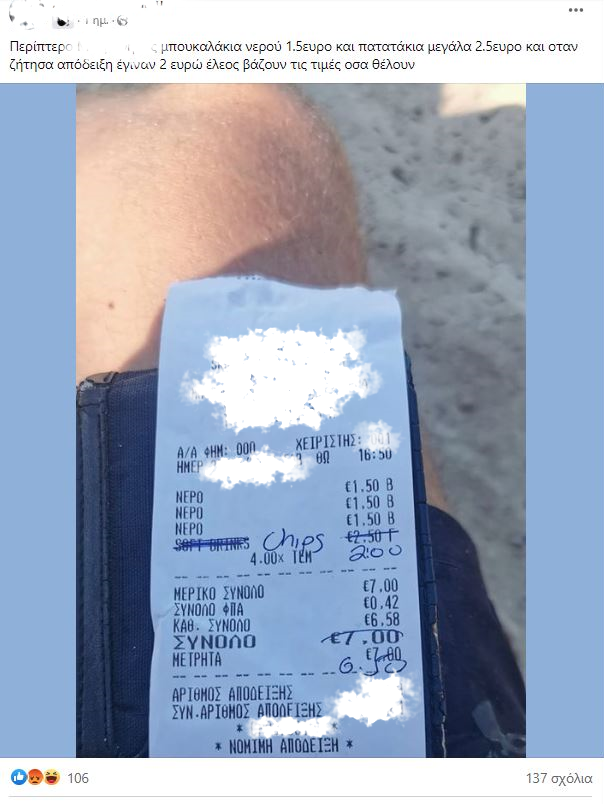 1 ημ.
Περίπτερο μπουκαλάκια νερού 1.5ευρο και πατατάκια μεγάλα 2.5ευρο και οταν
ζήτησα απόδειξη έγιναν 2 ευρώ έλεος βάζουν τις τιμές οσα θέλουν
Α/Α ΦΗΜ: 000 ΧΕΙΡΙΣΤΗΣ:
ΗΜΕΡ 16:50
ΝΕΡΟ €1,50 Β
ΝΕΡΟ €1,50 Β
ΝΕΡΟ €1,50 Β
SOFT DRINKS Chips €2,50 Γ
4.00x ΤΕΜ 2.00
ΜΕΡΙΚΟ ΣΥΝΟΛΟ €7,00
ΣΥΝΟΛΟ ΦΠΑ €0,42
ΚΑΘ. ΣΥΝΟΛΟ €6,58
ΣΥΝΟΛΟ €7,00
ΜΕΤΡΗΤΑ €7,00
6.50
ΑΡΙΘΜΟΣ ΑΠΟΔΕΙΞΗΣ
ΣΥΝ.ΑΡΙΘΜΟΣ ΑΠΟΔΕΙΞΗΣ
* *
* ΝΟΜΙΜΗ ΑΠΟΔΕΙΞΗ *
106 137 σχόλια